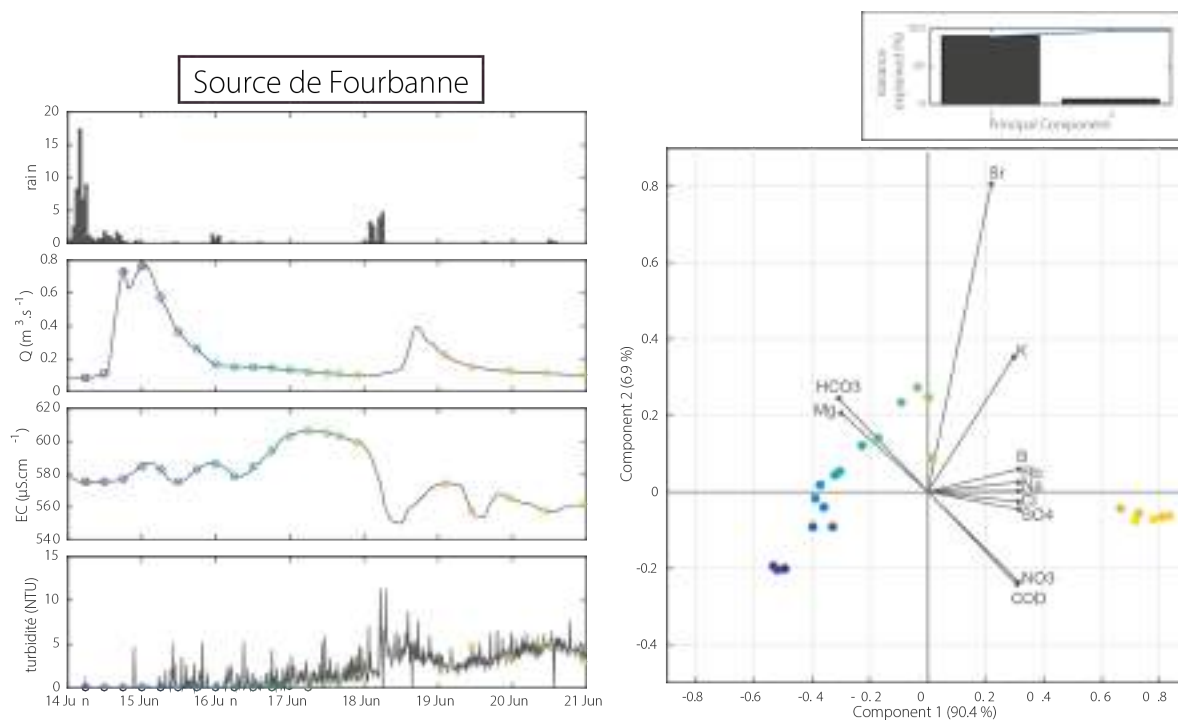 Source de Fourbanne
20
15
10
5
0
rain
0.8
0.6
0.4
0.2
0
Q (m³.s⁻¹)
620
600
580
560
540
EC (µS.cm⁻¹)
15
10
5
0
turbidité (NTU)
14 Jun
15 Jun
16 Jun
17 Jun
18 Jun
19 Jun
20 Jun
21 Jun
variance
explained (%)
Principal Component
0.8
0.6
0.4
0.2
0
-0.2
-0.4
Component 2 (6.9 %)
Br
K
HCO3
Mg
B
Na
SO4
NO3
COD
-0.8
-0.6
-0.4
-0.2
0
0.2
0.4
0.6
0.8
Component 1 (90.4 %)